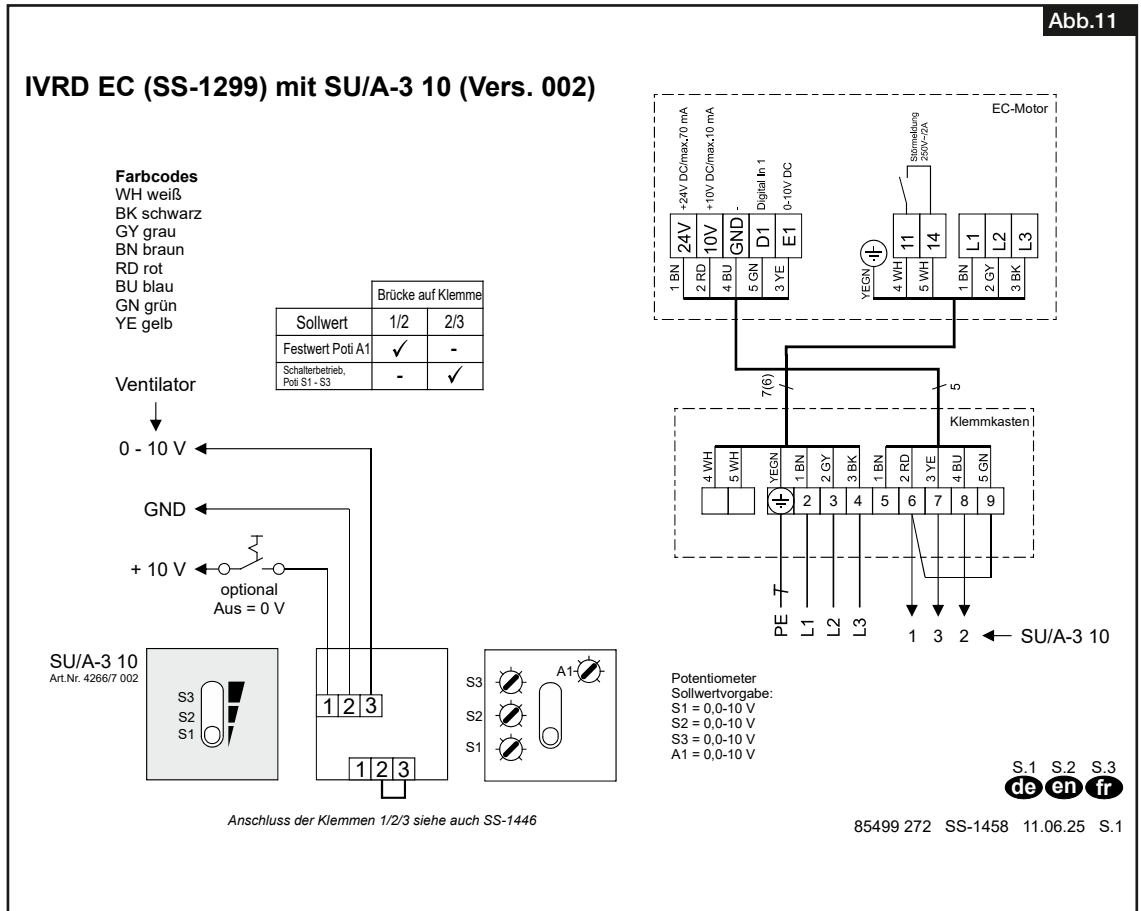 Abb.11
IVRD EC (SS-1299) mit SU/A-3 10 (Vers. 002)
Farbcodes
WH weiß
BK schwarz
GY grau
BN braun
RD rot
BU blau
GN grün
YE gelb
Brücke auf Klemme
Sollwert 1/2 2/3
Festwert Poti A1 ✓ -
Schalterbetrieb,
Poti S1 - S3 - ✓
Ventilator
0 - 10 V
GND
+ 10 V
optional
Aus = 0 V
SU/A-3 10
Art.Nr. 4266/7 002
S3
S2
S1
1 2 3
1 2 3
S3
S2
S1
A1
Anschluss der Klemmen 1/2/3 siehe auch SS-1446
EC-Motor
+24V DC/max.70 mA
+10V DC/max.10 mA
-
Digital In 1
0-10V DC
Störmeldung
250V~/2A
24V 10V GND D1 E1
11 14
L1 L2 L3
1 BN 2 RD 4 BU 5 GN 3 YE
YEGN 4 WH 5 WH 1 BN 2 GY 3 BK
7(6)
5
Klemmkasten
4 WH 5 WH YEGN 1 BN 2 GY 3 BK 1 BN 2 RD 3 YE 4 BU 5 GN
2 3 4 5 6 7 8 9
PE L1 L2 L3
1 3 2 SU/A-3 10
Potentiometer
Sollwertvorgabe:
S1 = 0,0-10 V
S2 = 0,0-10 V
S3 = 0,0-10 V
A1 = 0,0-10 V
S.1 S.2 S.3
de en fr
85499 272 SS-1458 11.06.25 S.1